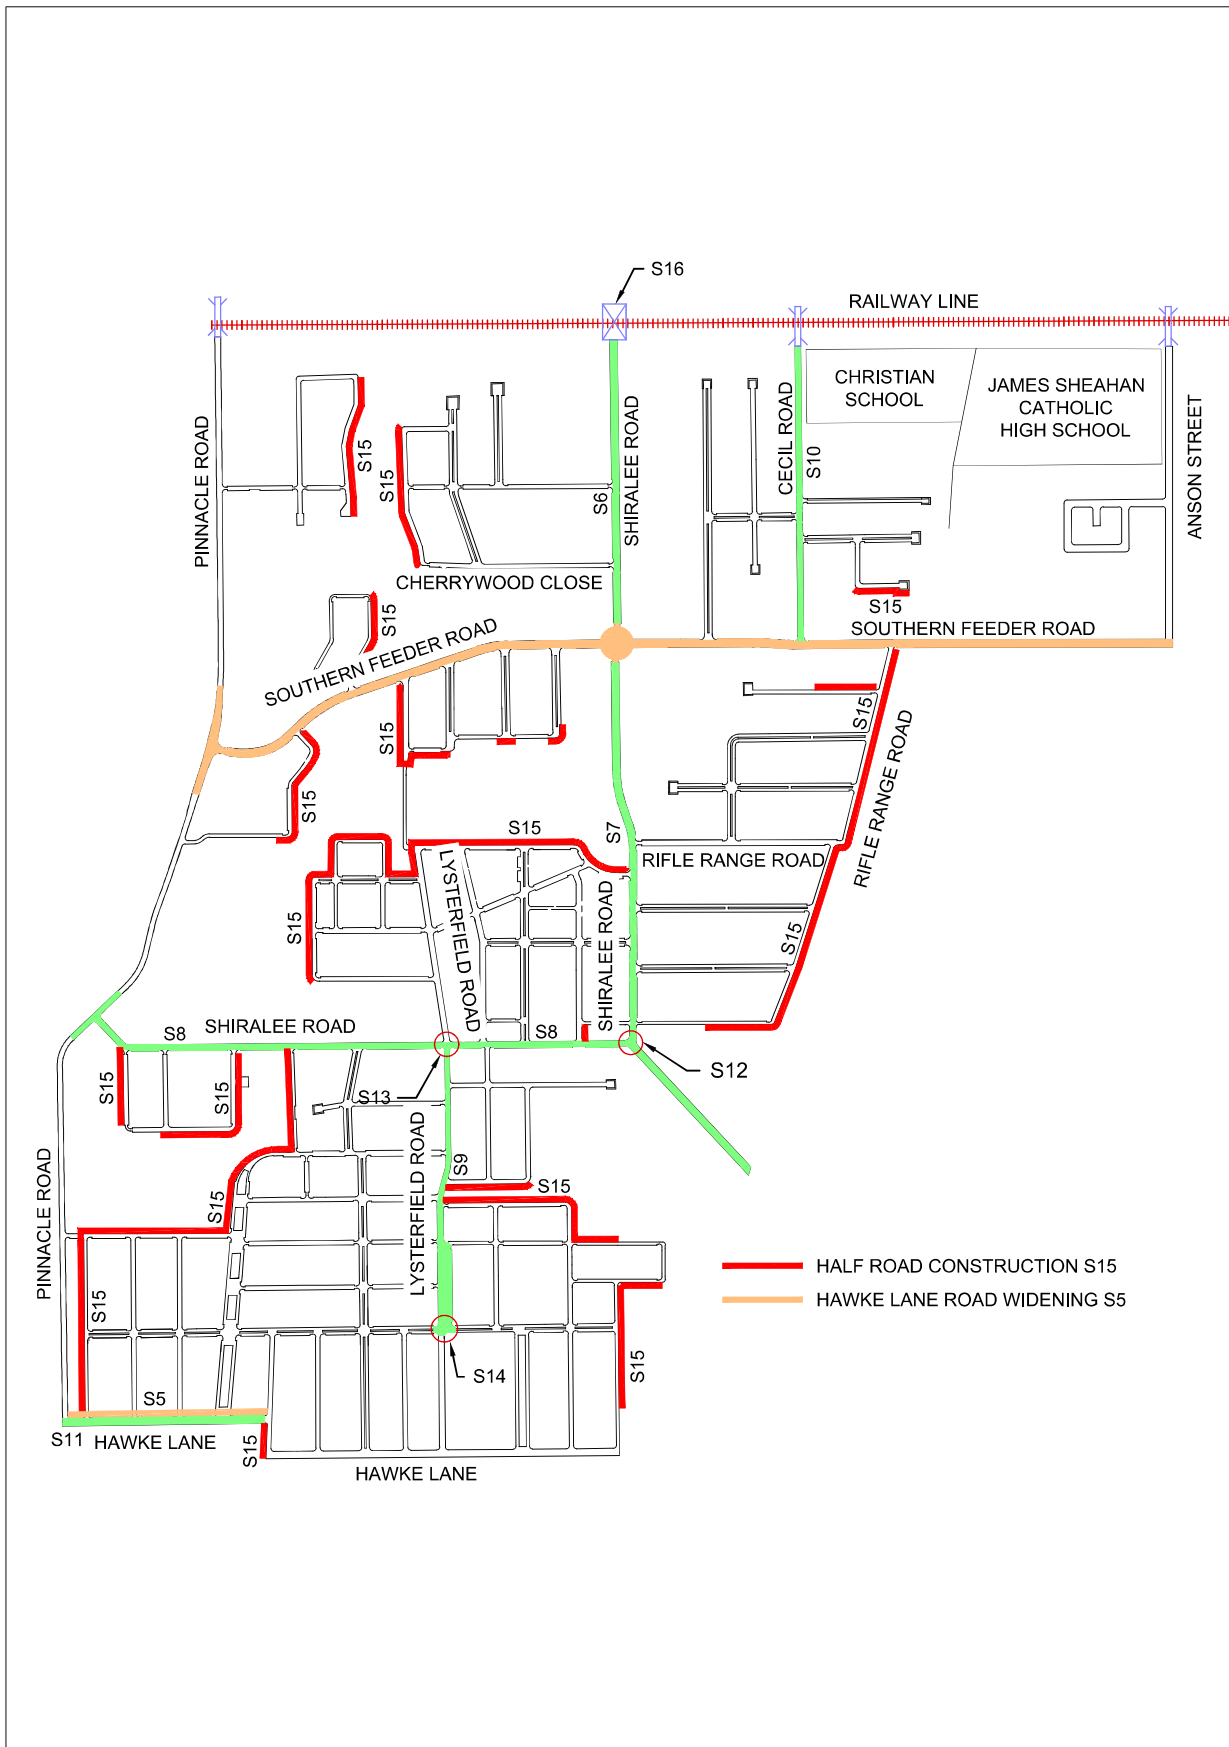 S16
RAILWAY LINE
CHRISTIAN
SCHOOL
JAMES SHEAHAN
CATHOLIC
HIGH SCHOOL
PINNACLE ROAD
S15
S15
S6
SHIRALEE ROAD
CECIL ROAD
S10
ANSON STREET
CHERRYWOOD CLOSE
S15
S15
SOUTHERN FEEDER ROAD
SOUTHERN FEEDER ROAD
S15
S15
RIFLE RANGE ROAD
S15
S15
S7
RIFLE RANGE ROAD
LYSTERFIELD ROAD
SHIRALEE ROAD
S15
S15
S8
SHIRALEE ROAD
S8
S12
S13
S15
S15
LYSTERFIELD ROAD
S9
S15
S15
PINNACLE ROAD
HALF ROAD CONSTRUCTION S15
HAWKE LANE ROAD WIDENING S5
S15
S15
S14
S5
S11
HAWKE LANE
S15
HAWKE LANE